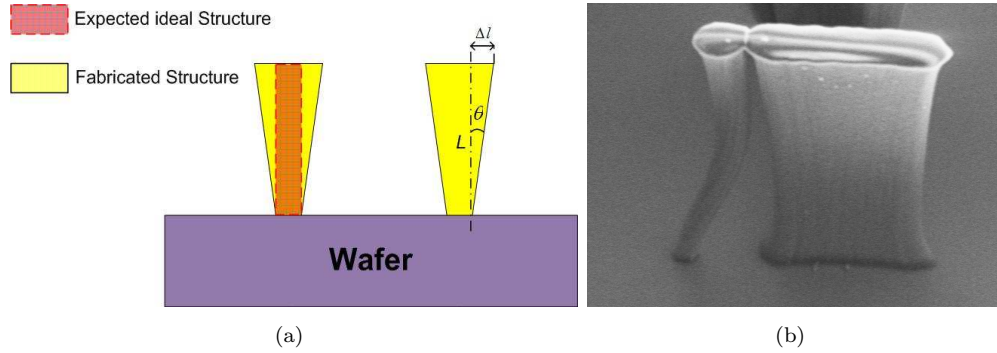 Expected ideal Structure
Fabricated Structure
Δl
θ
L
Wafer
(a)
(b)